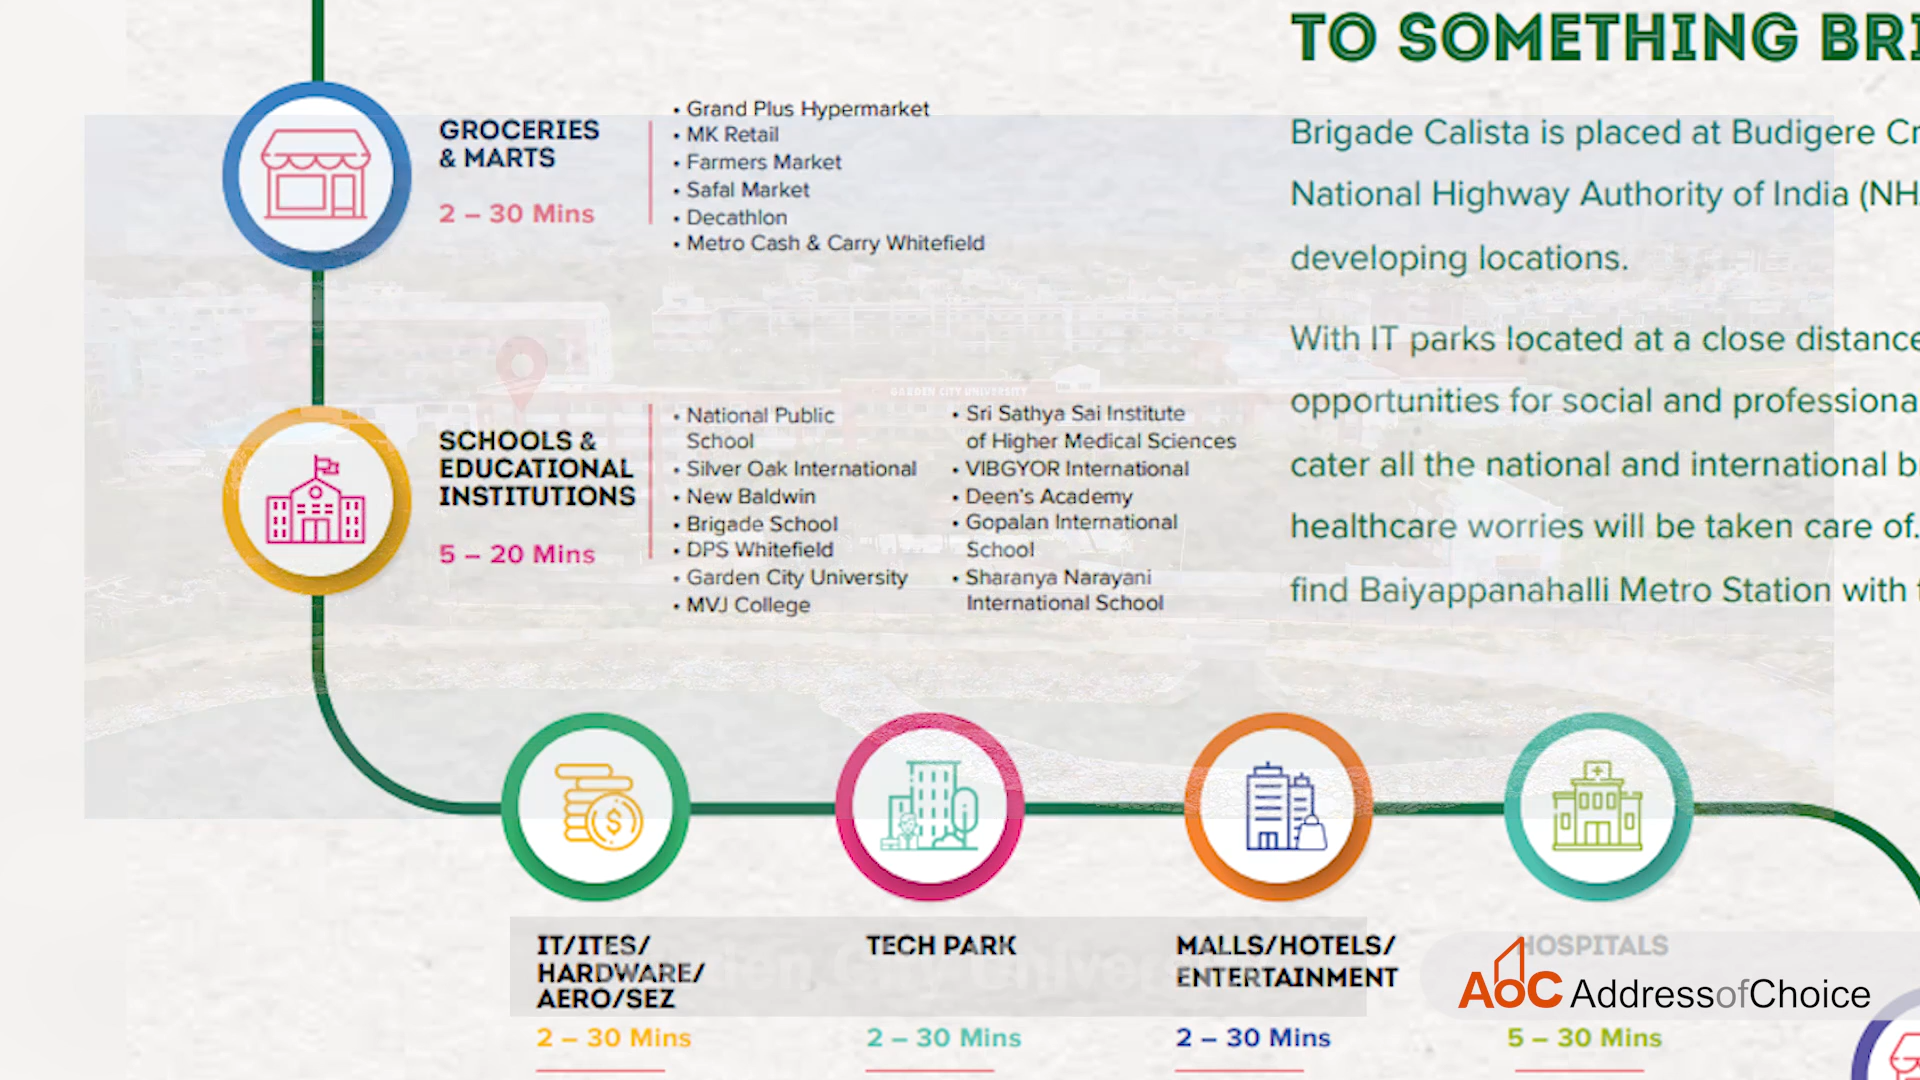 TO SOMETHING BRI
GROCERIES
& MARTS
2 – 30 Mins
• Grand Plus Hypermarket
• MK Retail
• Farmers Market
• Safal Market
• Decathlon
• Metro Cash & Carry Whitefield
Brigade Calista is placed at Budigere Cr
National Highway Authority of India (NH
developing locations.
With IT parks located at a close distance
opportunities for social and professiona
cater all the national and international b
healthcare worries will be taken care of.
find Baiyappanahalli Metro Station with
GARDEN CITY UNIVERSITY
SCHOOLS &
EDUCATIONAL
INSTITUTIONS
5 – 20 Mins
• National Public
School
• Silver Oak International
• New Baldwin
• Brigade School
• DPS Whitefield
• Garden City University
• MVJ College
• Sri Sathya Sai Institute
of Higher Medical Sciences
• VIBGYOR International
• Deen's Academy
• Gopalan International
School
• Sharanya Narayani
International School
IT/ITES/
HARDWARE/
AERO/SEZ
2 – 30 Mins
TECH PARK
2 – 30 Mins
MALLS/HOTELS/
ENTERTAINMENT
2 – 30 Mins
HOSPITALS
5 – 30 Mins
AOC AddressofChoice